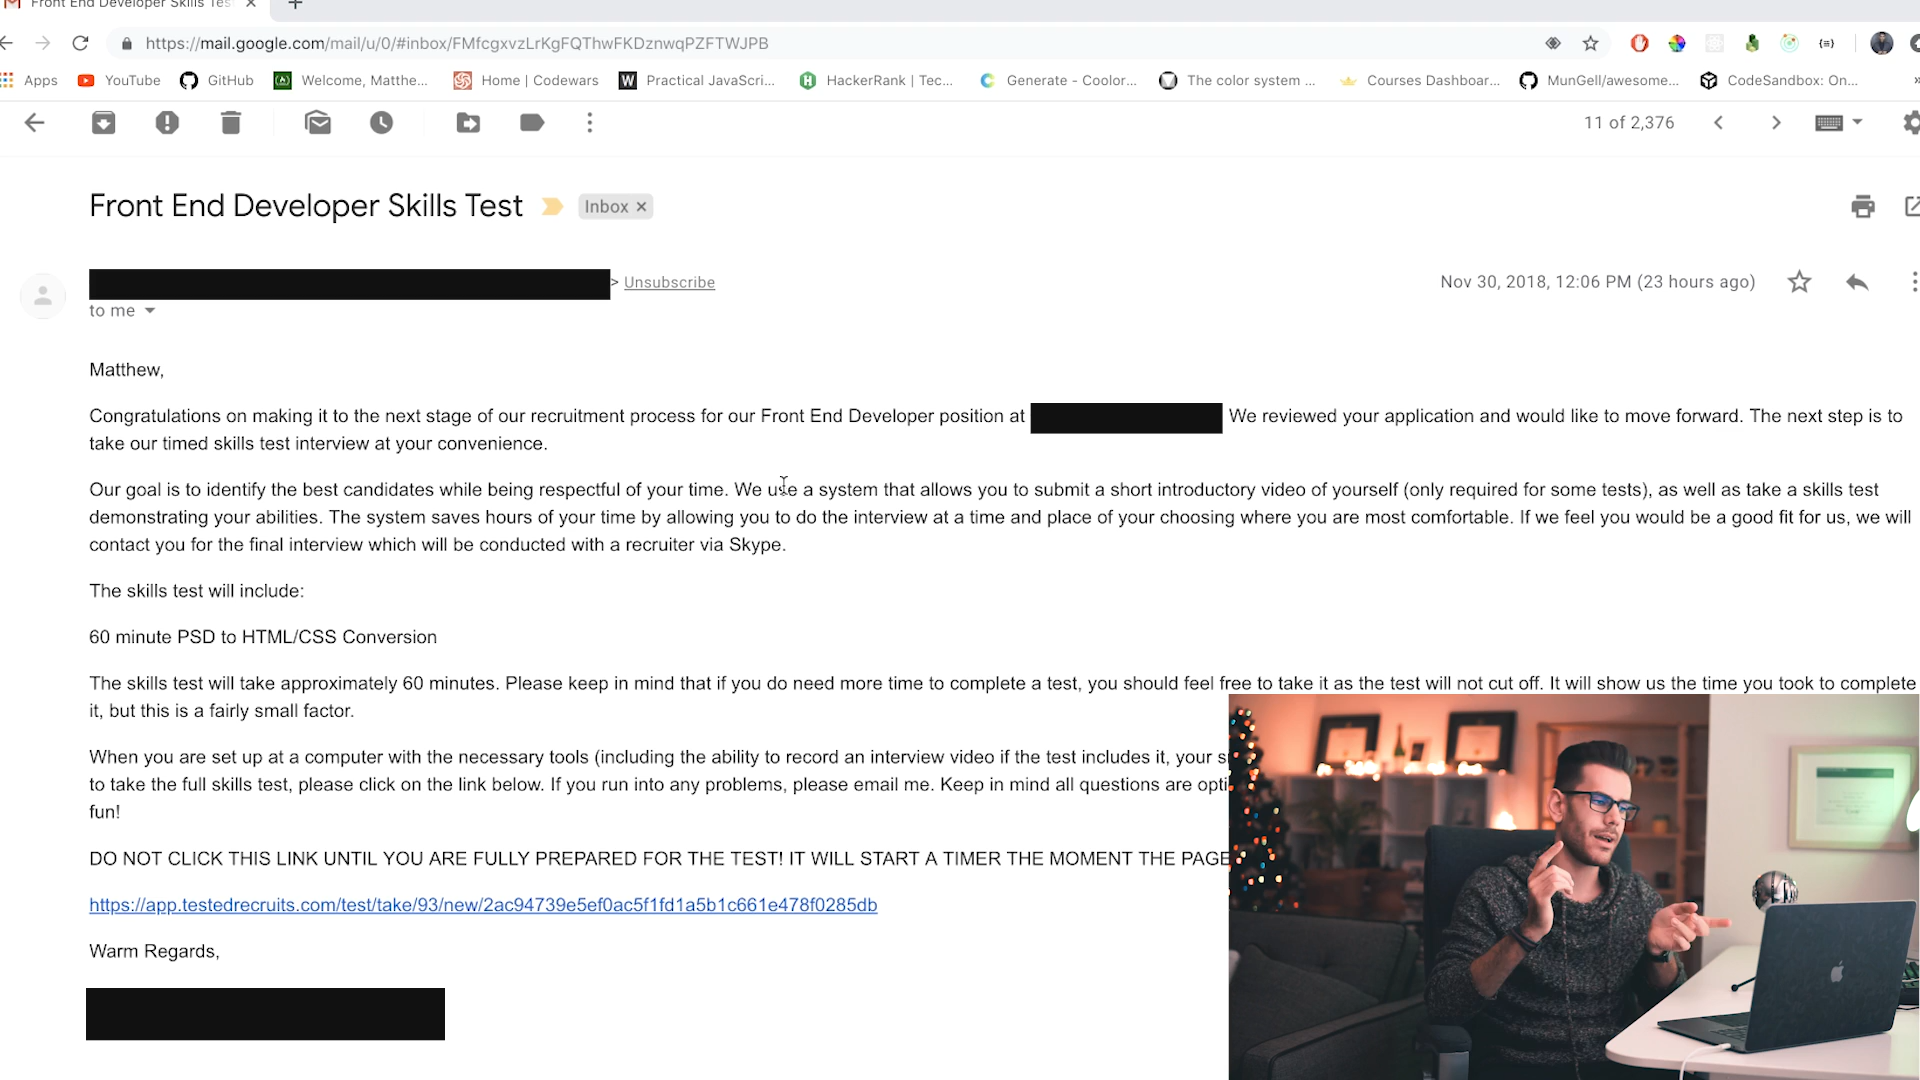 Front End Developer Skills Tes
https://mail.google.com/mail/u/0/#inbox/FMfcgxvzLrKgFQThwFKDznwqPZFTWJPB
Apps YouTube GitHub Welcome, Matthe... Home | Codewars Practical JavaScri... HackerRank | Tec... Generate - Coolor... The color system ... Courses Dashboar... MunGell/awesome... CodeSandbox: On... »
11 of 2,376
Front End Developer Skills Test Inbox
> Unsubscribe Nov 30, 2018, 12:06 PM (23 hours ago)
to me
Matthew,
Congratulations on making it to the next stage of our recruitment process for our Front End Developer position at We reviewed your application and would like to move forward. The next step is to
take our timed skills test interview at your convenience.
Our goal is to identify the best candidates while being respectful of your time. We use a system that allows you to submit a short introductory video of yourself (only required for some tests), as well as take a skills test
demonstrating your abilities. The system saves hours of your time by allowing you to do the interview at a time and place of your choosing where you are most comfortable. If we feel you would be a good fit for us, we will
contact you for the final interview which will be conducted with a recruiter via Skype.
The skills test will include:
60 minute PSD to HTML/CSS Conversion
The skills test will take approximately 60 minutes. Please keep in mind that if you do need more time to complete a test, you should feel free to take it as the test will not cut off. It will show us the time you took to complete
it, but this is a fairly small factor.
When you are set up at a computer with the necessary tools (including the ability to record an interview video if the test includes it, your s
to take the full skills test, please click on the link below. If you run into any problems, please email me. Keep in mind all questions are opti
fun!
DO NOT CLICK THIS LINK UNTIL YOU ARE FULLY PREPARED FOR THE TEST! IT WILL START A TIMER THE MOMENT THE PAGE
https://app.testedrecruits.com/test/take/93/new/2ac94739e5ef0ac5f1fd1a5b1c661e478f0285db
Warm Regards,